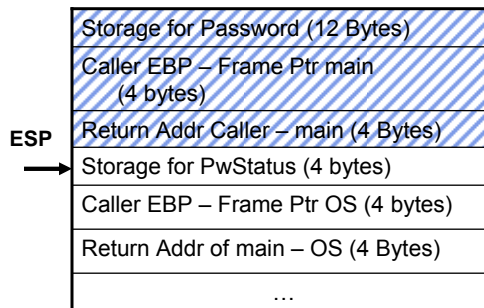 Storage for Password (12 Bytes)
Caller EBP – Frame Ptr main
(4 bytes)
Return Addr Caller – main (4 Bytes)
ESP
Storage for PwStatus (4 bytes)
Caller EBP – Frame Ptr OS (4 bytes)
Return Addr of main – OS (4 Bytes)
…